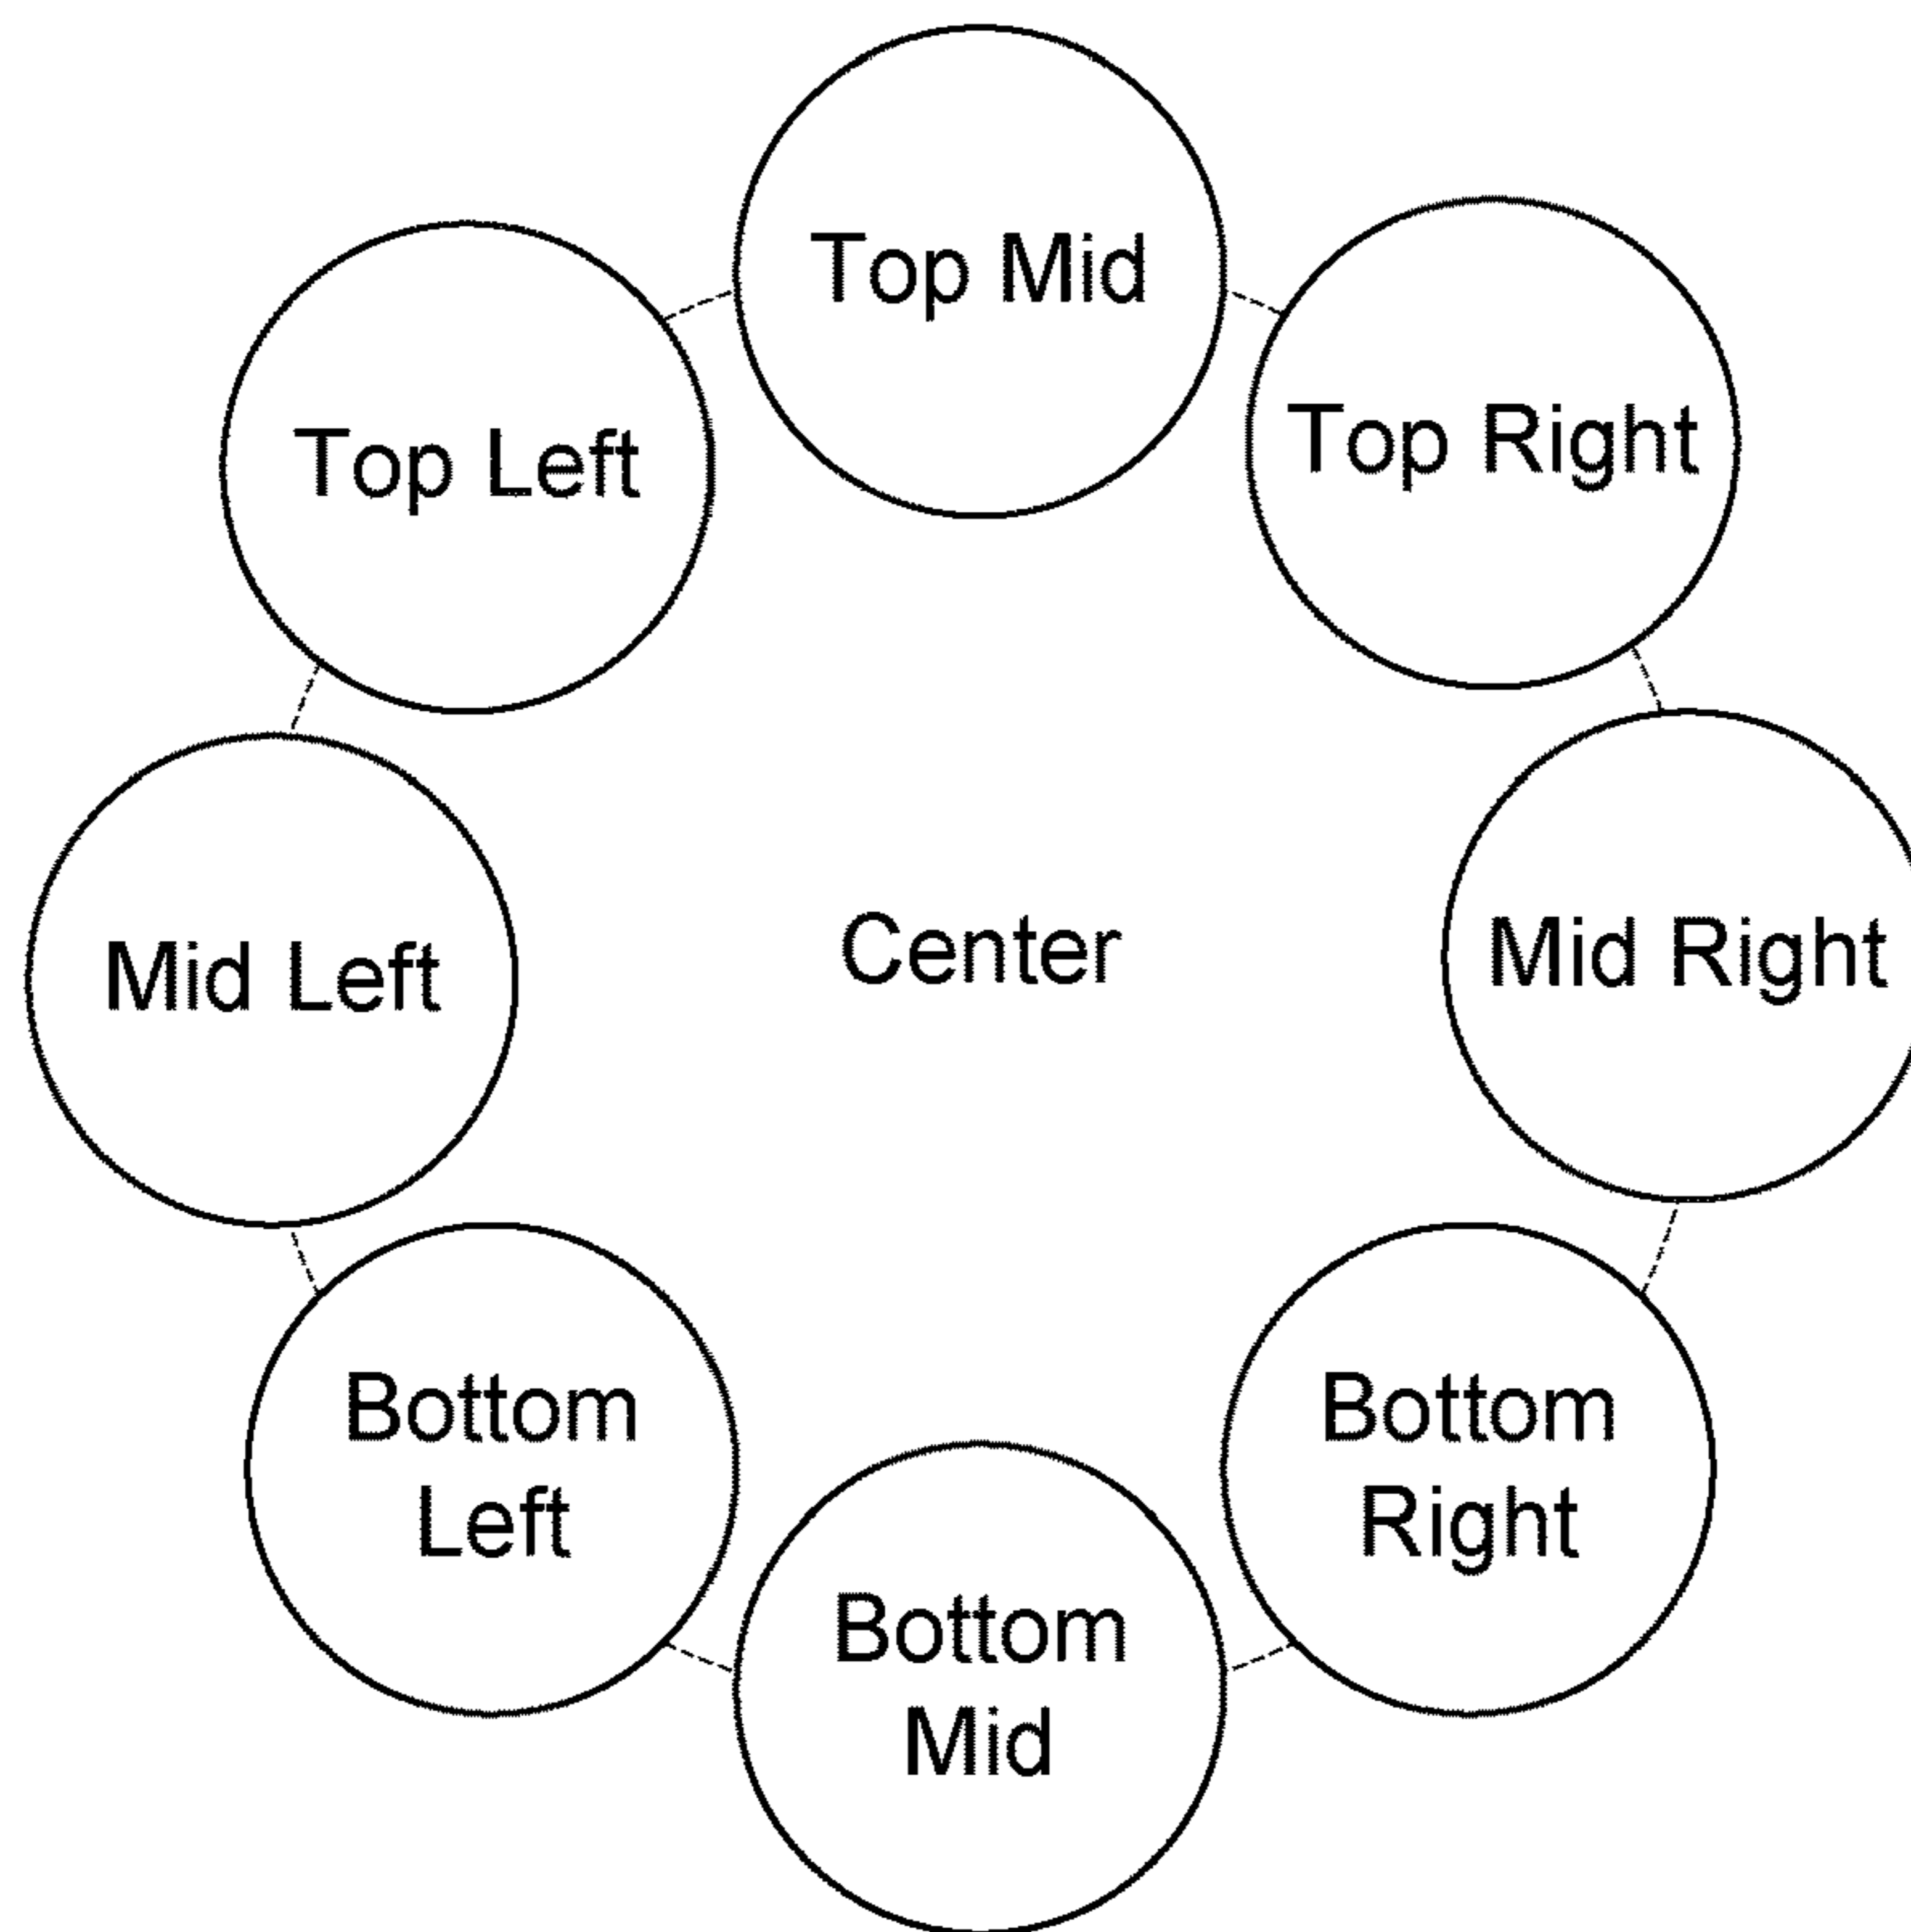 Top Mid
Top Left
Top Right
Mid Left
Center
Mid Right
Bottom
Left
Bottom
Right
Bottom
Mid